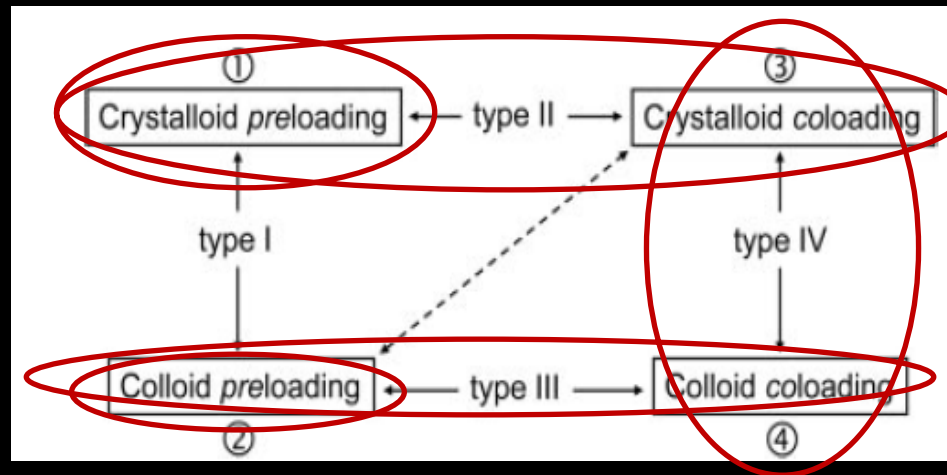 ① ③
Crystalloid preloading type II Crystalloid coloading
type I type IV
Colloid preloading type III Colloid coloading
② ④